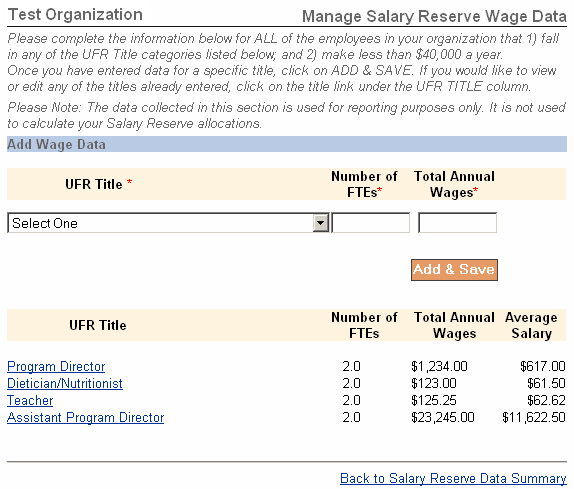 Test Organization Manage Salary Reserve Wage Data
Please complete the information below for ALL of the employees in your organization that 1) fall
in any of the UFR Title categories listed below; and 2) make less than $40,000 a year.
Once you have entered data for a specific title, click on ADD & SAVE. If you would like to view
or edit any of the titles already entered, click on the title link under the UFR TITLE column.
Please Note: The data collected in this section is used for reporting purposes only. It is not used
to calculate your Salary Reserve allocations.
Add Wage Data
UFR Title * Number of FTEs* Total Annual Wages*
Select One
Add & Save
UFR Title Number of FTEs Total Annual Wages Average Salary
Program Director 2.0 $1,234.00 $617.00
Dietician/Nutritionist 2.0 $123.00 $61.50
Teacher 2.0 $125.25 $62.62
Assistant Program Director 2.0 $23,245.00 $11,622.50
Back to Salary Reserve Data Summary